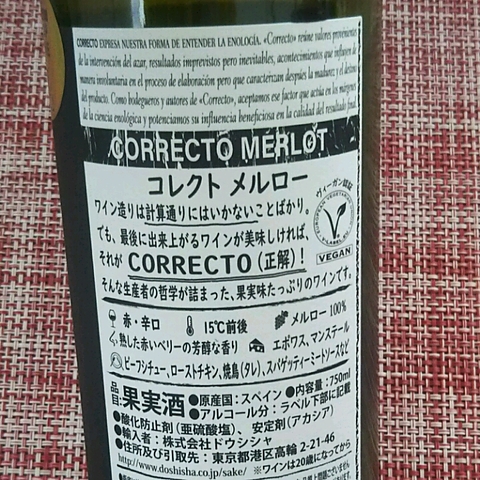 CORRECTO EXPRESA NUESTRA FORMA DE ENTENDER LA ENOLOGÍA. «Correcto» reúne valores provenientes
de la intervención del azar, resultados imprevistos pero inevitables, acontecimientos que influyen de
manera involuntaria en el proceso de elaboración pero que caracterizan después la madurez y el destino
del producto. Como bodegueros y autores de «Correcto», aceptamos ese factor que actúa en los márgenes
de la ciencia enológica y potenciamos su influencia beneficiosa en la calidad del resultado final.
CORRECTO MERLOT
コレクト メルロー
ワイン造りは計算通りにはいかないことばかり。
でも、最後に出来上がるワインが美味しければ、
それが CORRECTO (正解)!
そんな生産者の哲学が詰まった、果実味たっぷりのワインです。
ヴィーガン認証
EUROPEAN VEGETARIAN
V-LABEL.EU
VEGAN
赤・辛口 15℃前後 メルロー 100%
熟した赤いベリーの芳醇な香り エポワス、マンステール
ビーフシチュー、ローストチキン、焼鳥(タレ)、スパゲッティーミートソースなど
品目:果実酒 ●原産国:スペイン ●内容量:750ml
●アルコール分:ラベル下部に記載
●酸化防止剤(亜硫酸塩)、安定剤(アカシア)
●輸入者:株式会社ドウシシャ
●住所及び引取先:東京都港区高輪 2-21-46
http://www.doshisha.co.jp/sake/ ※ワインは20歳になってから